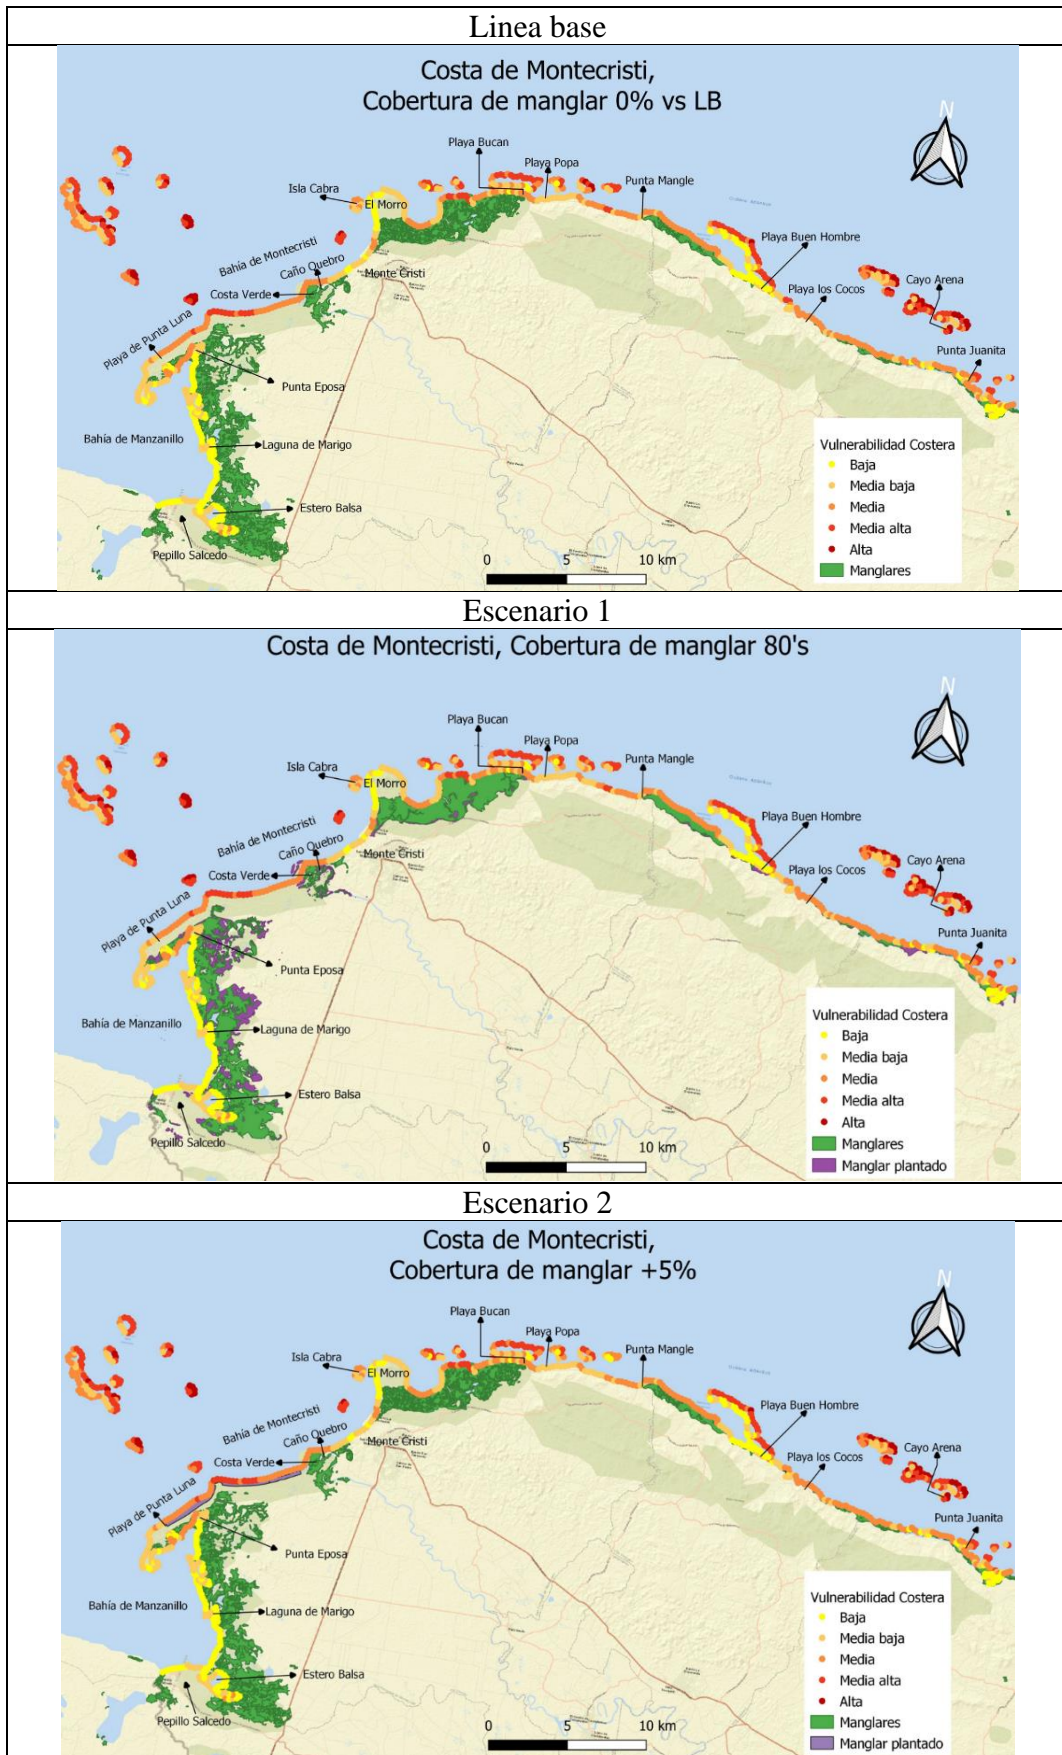 Linea base
Costa de Montecristi,
Cobertura de manglar 0% vs LB
N
Playa Bucan
Playa Popa
Isla Cabra
Punta Mangle
El Morro
Océano Atlántico
Playa Buen Hombre
Bahía de Montecristi
Caño Quebro
Monte Cristi
Cayo Arena
Costa Verde
Playa los Cocos
Playa de Punta Luna
Punta Juanita
Punta Eposa
Bahía de Manzanillo
Laguna de Marigo
Vulnerabilidad Costera
Baja
Media baja
Media
Media alta
Alta
Manglares
Estero Balsa
Pepillo Salcedo
0 5 10 km
Escenario 1
Costa de Montecristi, Cobertura de manglar 80's
N
Playa Bucan
Playa Popa
Isla Cabra
Punta Mangle
El Morro
Océano Atlántico
Playa Buen Hombre
Bahía de Montecristi
Caño Quebro
Monte Cristi
Cayo Arena
Costa Verde
Playa los Cocos
Playa de Punta Luna
Punta Juanita
Punta Eposa
Bahía de Manzanillo
Laguna de Marigo
Vulnerabilidad Costera
Baja
Media baja
Media
Media alta
Alta
Manglares
Manglar plantado
Estero Balsa
Pepillo Salcedo
0 5 10 km
Escenario 2
Costa de Montecristi,
Cobertura de manglar +5%
N
Playa Bucan
Playa Popa
Isla Cabra
Punta Mangle
El Morro
Océano Atlántico
Playa Buen Hombre
Bahía de Montecristi
Caño Quebro
Monte Cristi
Cayo Arena
Costa Verde
Playa los Cocos
Playa de Punta Luna
Punta Juanita
Punta Eposa
Bahía de Manzanillo
Laguna de Marigo
Vulnerabilidad Costera
Baja
Media baja
Media
Media alta
Alta
Manglares
Manglar plantado
Estero Balsa
Pepillo Salcedo
0 5 10 km